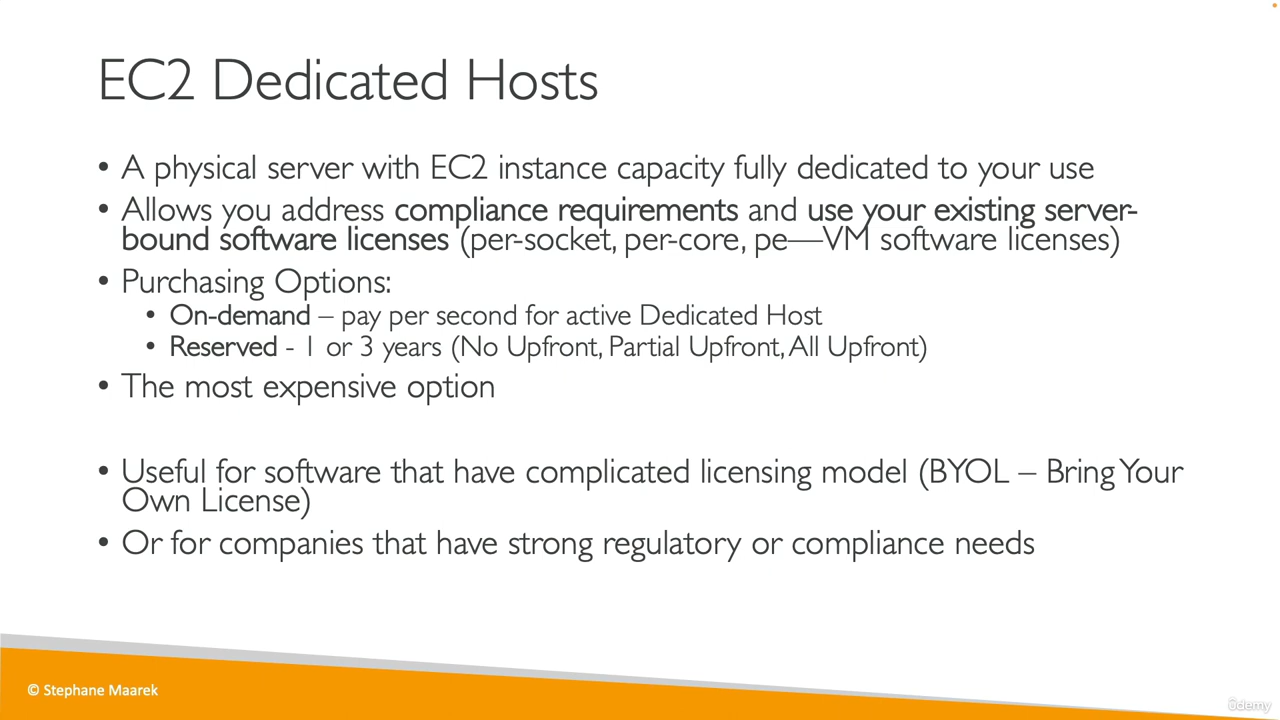 EC2 Dedicated Hosts
• A physical server with EC2 instance capacity fully dedicated to your use
• Allows you address compliance requirements and use your existing server-
bound software licenses (per-socket, per-core, pe—VM software licenses)
• Purchasing Options:
• On-demand – pay per second for active Dedicated Host
• Reserved - 1 or 3 years (No Upfront, Partial Upfront, All Upfront)
• The most expensive option
• Useful for software that have complicated licensing model (BYOL – Bring Your
Own License)
• Or for companies that have strong regulatory or compliance needs
© Stephane Maarek
ûdemy